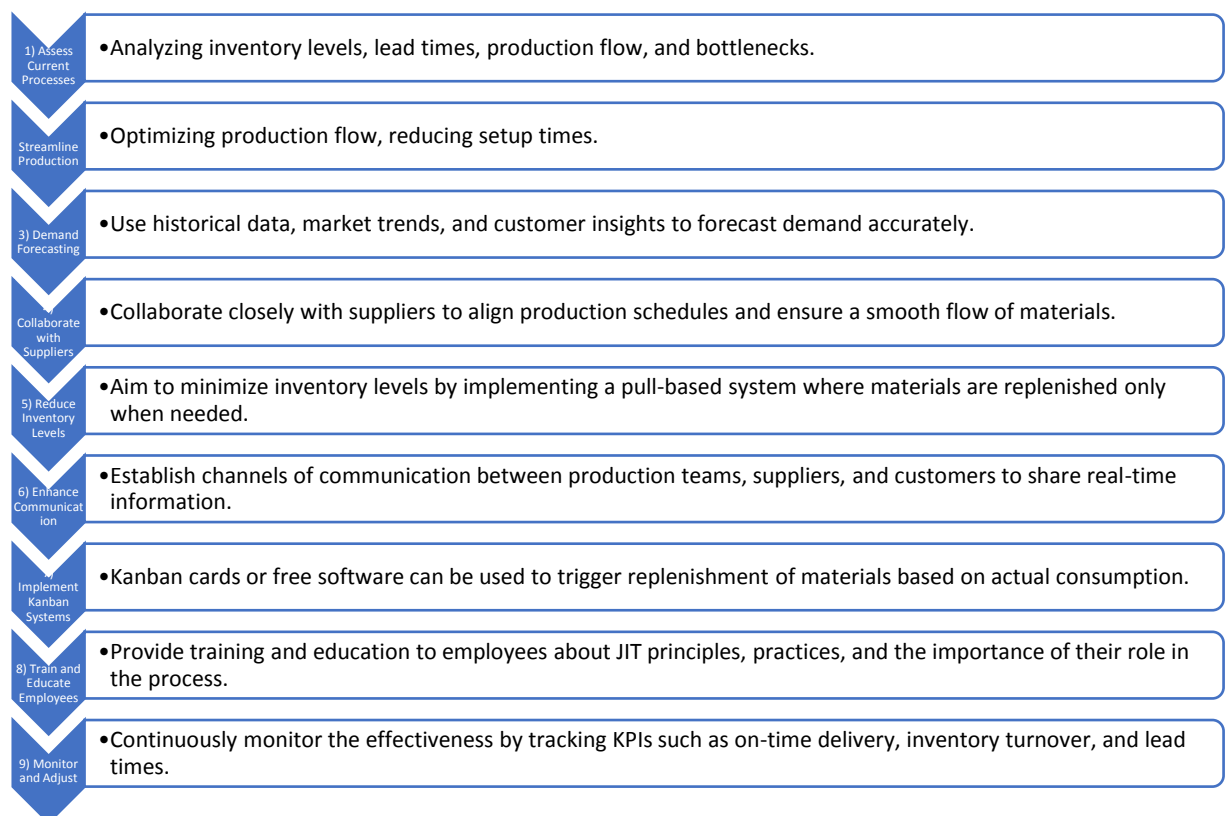 1) Assess
Current
Processes
•Analyzing inventory levels, lead times, production flow, and bottlenecks.
Streamline
Production
•Optimizing production flow, reducing setup times.
3) Demand
Forecasting
•Use historical data, market trends, and customer insights to forecast demand accurately.
Collaborate
with
Suppliers
•Collaborate closely with suppliers to align production schedules and ensure a smooth flow of materials.
5) Reduce
Inventory
Levels
•Aim to minimize inventory levels by implementing a pull-based system where materials are replenished only
when needed.
6) Enhance
Communicat
ion
•Establish channels of communication between production teams, suppliers, and customers to share real-time
information.
Implement
Kanban
Systems
•Kanban cards or free software can be used to trigger replenishment of materials based on actual consumption.
8) Train and
Educate
Employees
•Provide training and education to employees about JIT principles, practices, and the importance of their role in
the process.
9) Monitor
and Adjust
•Continuously monitor the effectiveness by tracking KPIs such as on-time delivery, inventory turnover, and lead
times.